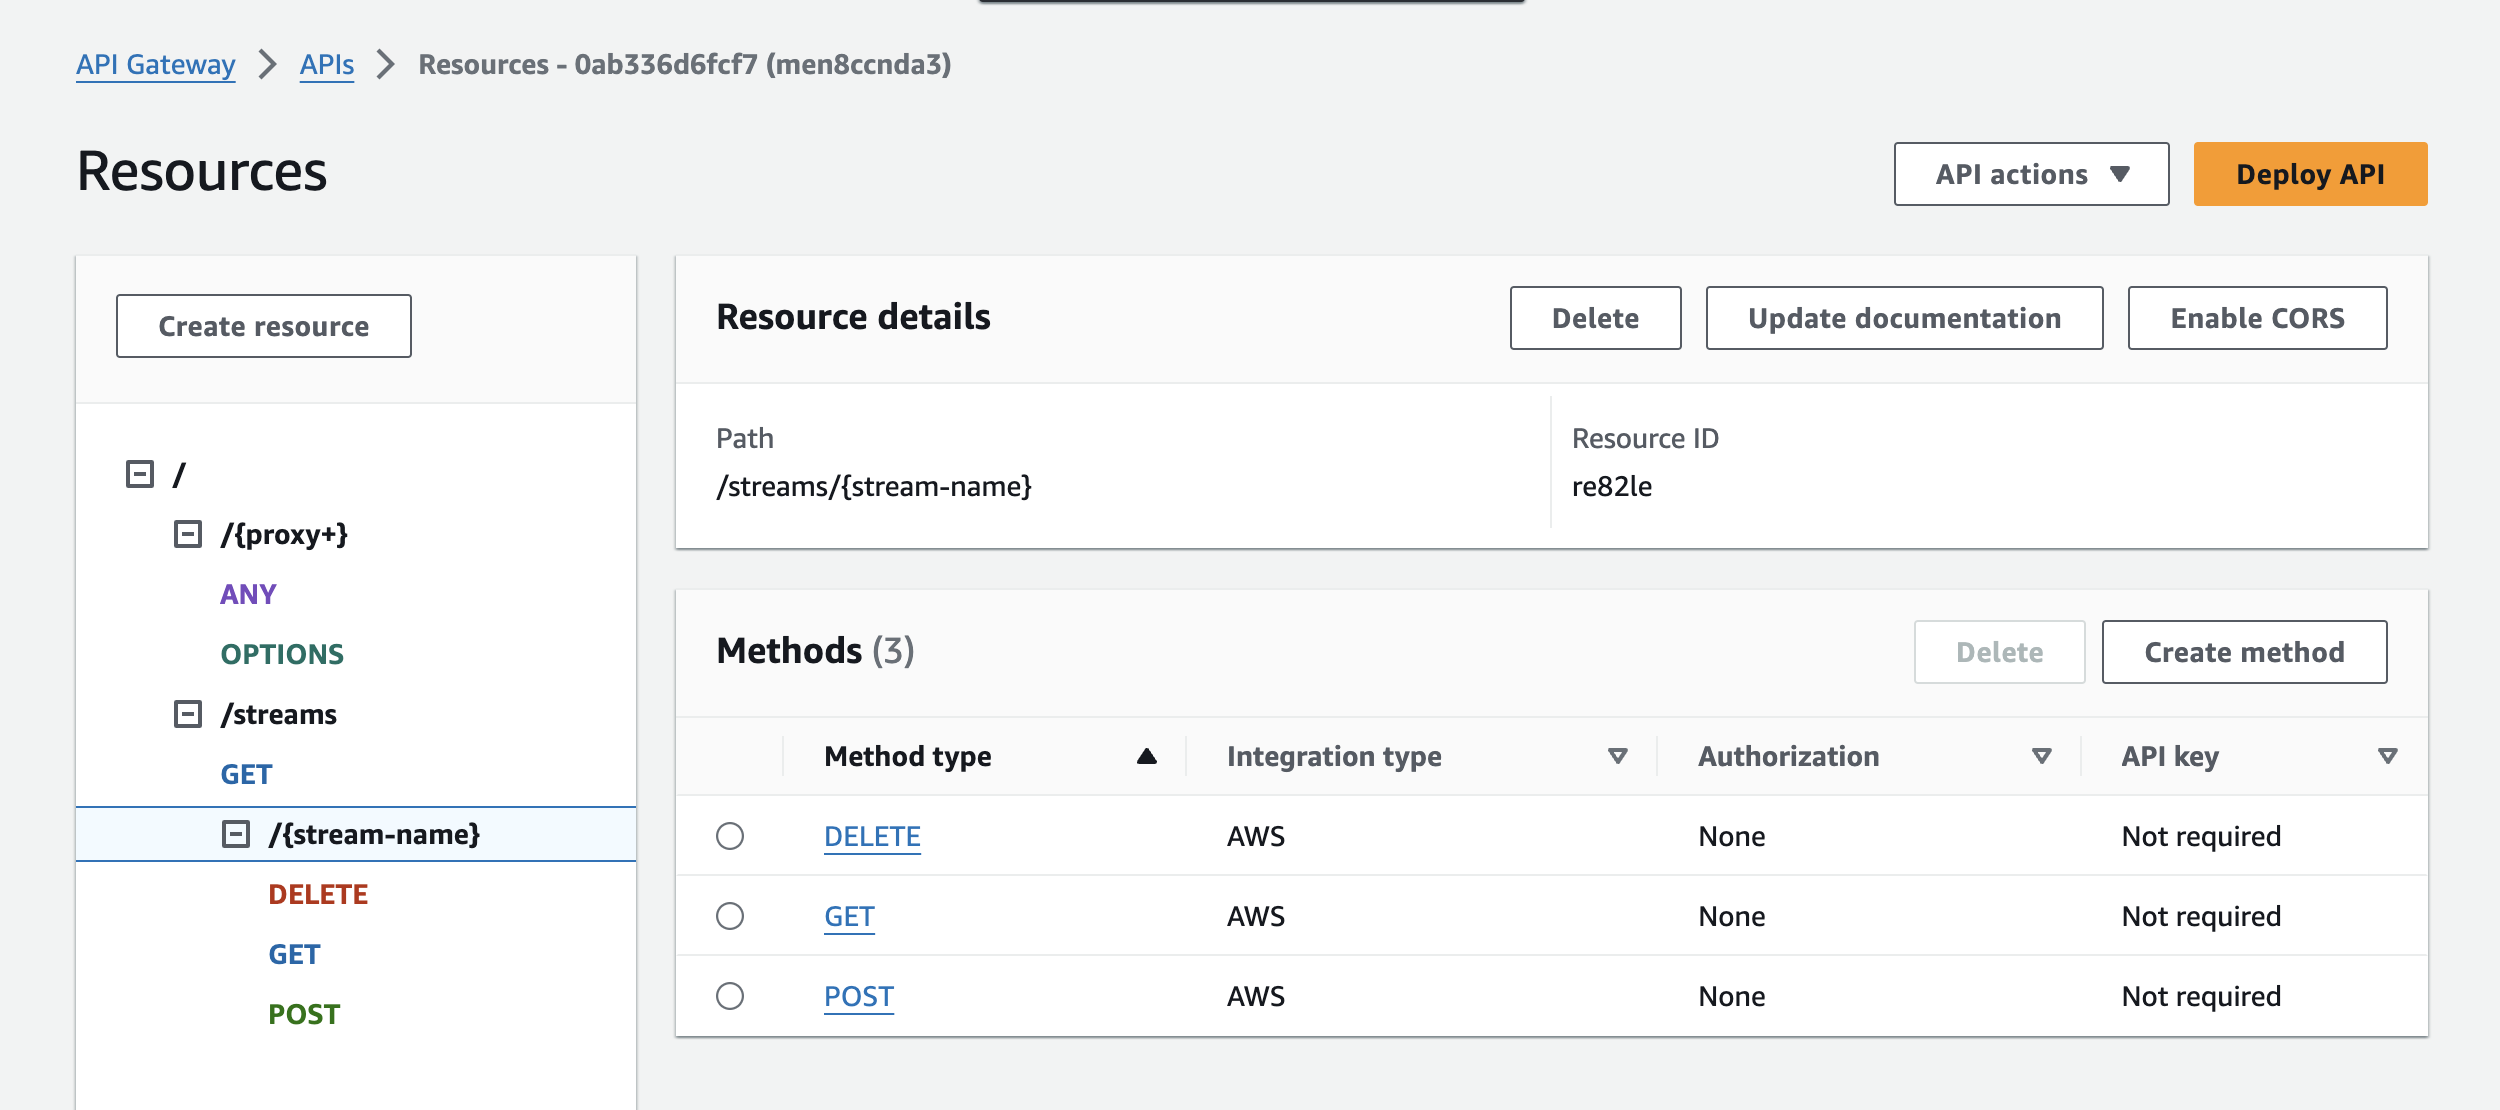 API Gateway > APIs > Resources - 0ab336d6fcf7 (men8ccnda3)
Resources
API actions
Deploy API
Create resource
/
/{proxy+}
ANY
OPTIONS
/streams
GET
/{stream-name}
DELETE
GET
POST
Resource details
Delete
Update documentation
Enable CORS
Path
/streams/{stream-name}
Resource ID
re82le
Methods (3)
Delete
Create method
Method type Integration type Authorization API key
DELETE AWS None Not required
GET AWS None Not required
POST AWS None Not required